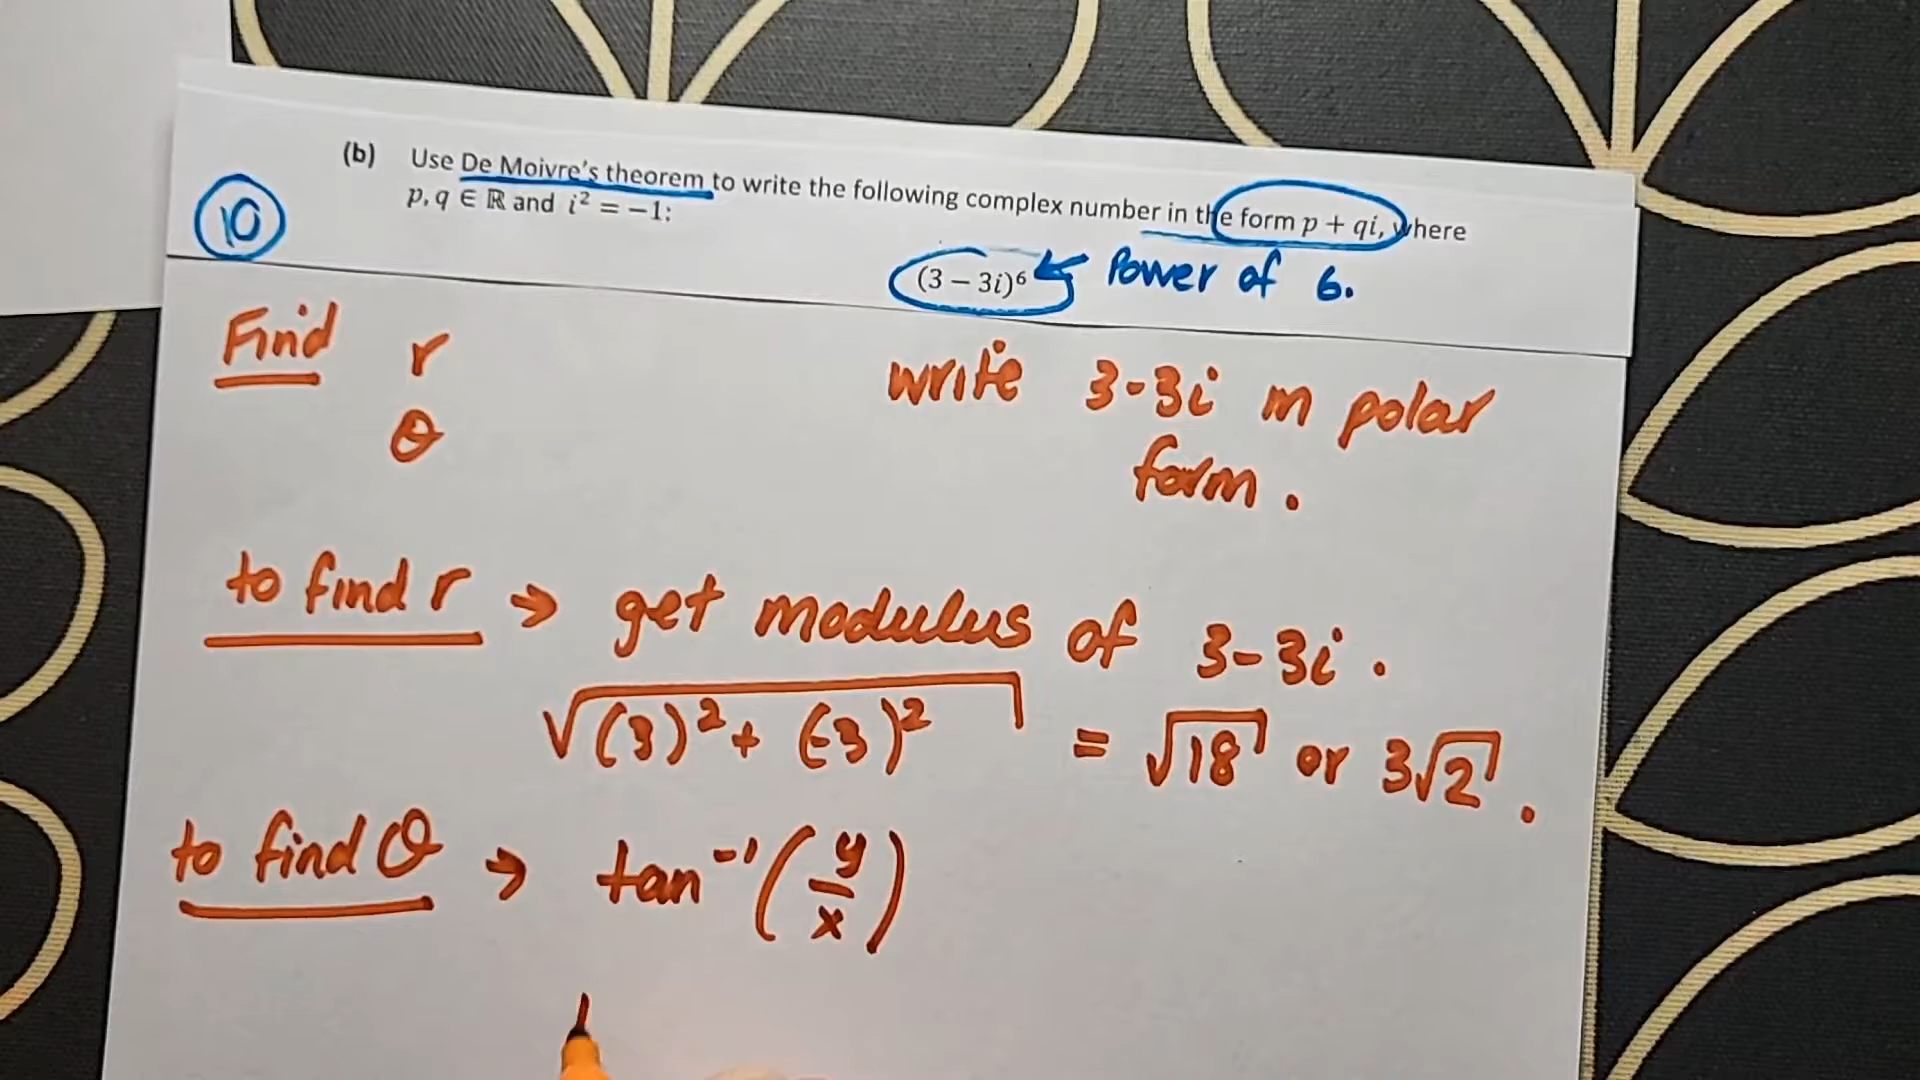 (b) Use De Moivre's theorem to write the following complex number in the form p + qi, where
p, q ∈ ℝ and i² = −1:
10
(3 − 3i)⁶ Power of 6.
Find r
θ
write 3-3i in polar
form.
to find r → get modulus of 3-3i.
√(3)² + (-3)² = √18 or 3√2.
to find θ → tan⁻¹(y/x)